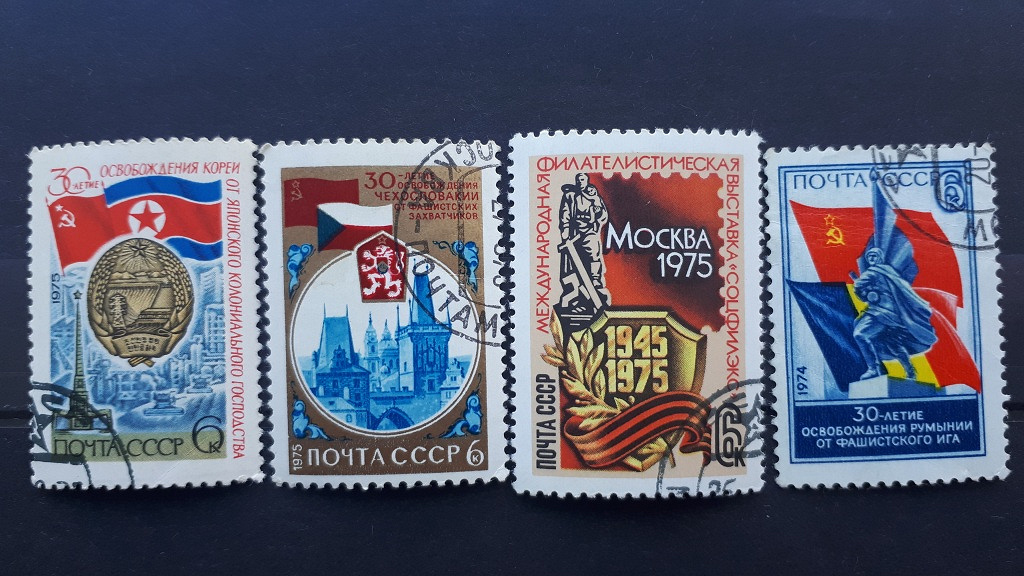 30-ЛЕТИЕ ОСВОБОЖДЕНИЯ КОРЕИ ОТ ЯПОНСКОГО КОЛОНИАЛЬНОГО ГОСПОДСТВА
1975
ПОЧТА СССР 6к
30-ЛЕТИЕ
ОСВОБОЖДЕНИЯ
ЧЕХОСЛОВАКИИ
ОТ ФАШИСТСКИХ
ЗАХВАТЧИКОВ
1975
ПОЧТА СССР 6к
ПОЧТАМ
МЕЖДУНАРОДНАЯ ФИЛАТЕЛИСТИЧЕСКАЯ ВЫСТАВКА «СОЦФИЛЭКС»
МОСКВА
1975
1945
1975
ПОЧТА СССР
6к
ПОЧТА СССР 6к
1974
30-ЛЕТИЕ
ОСВОБОЖДЕНИЯ РУМЫНИИ
ОТ ФАШИСТСКОГО ИГА